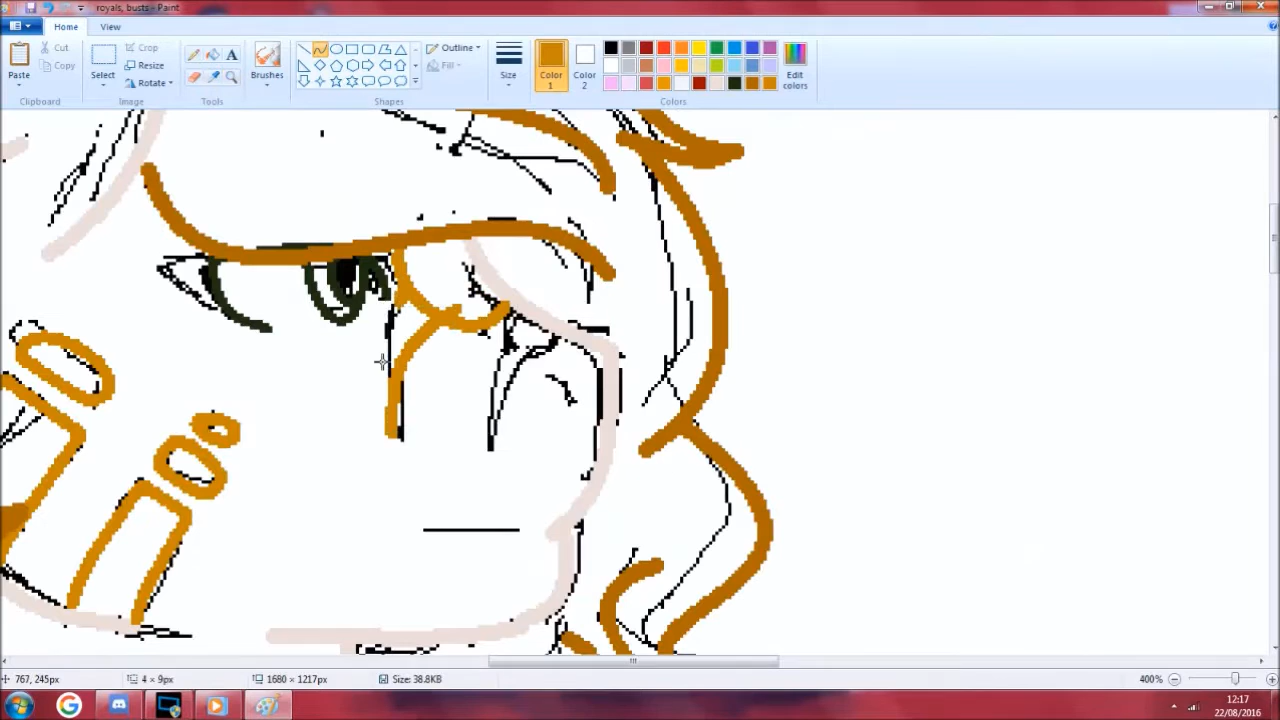 royals, busts - Paint
Home View
Paste
Cut
Copy
Clipboard
Select
Crop
Resize
Rotate
Image
A
Tools
Brushes
Outline
Fill
Shapes
Size
Color 1
Color 2
Edit colors
Colors
767, 245px
4 × 9px
1680 × 1217px
Size: 38.8KB
400%
12:17
22/08/2016